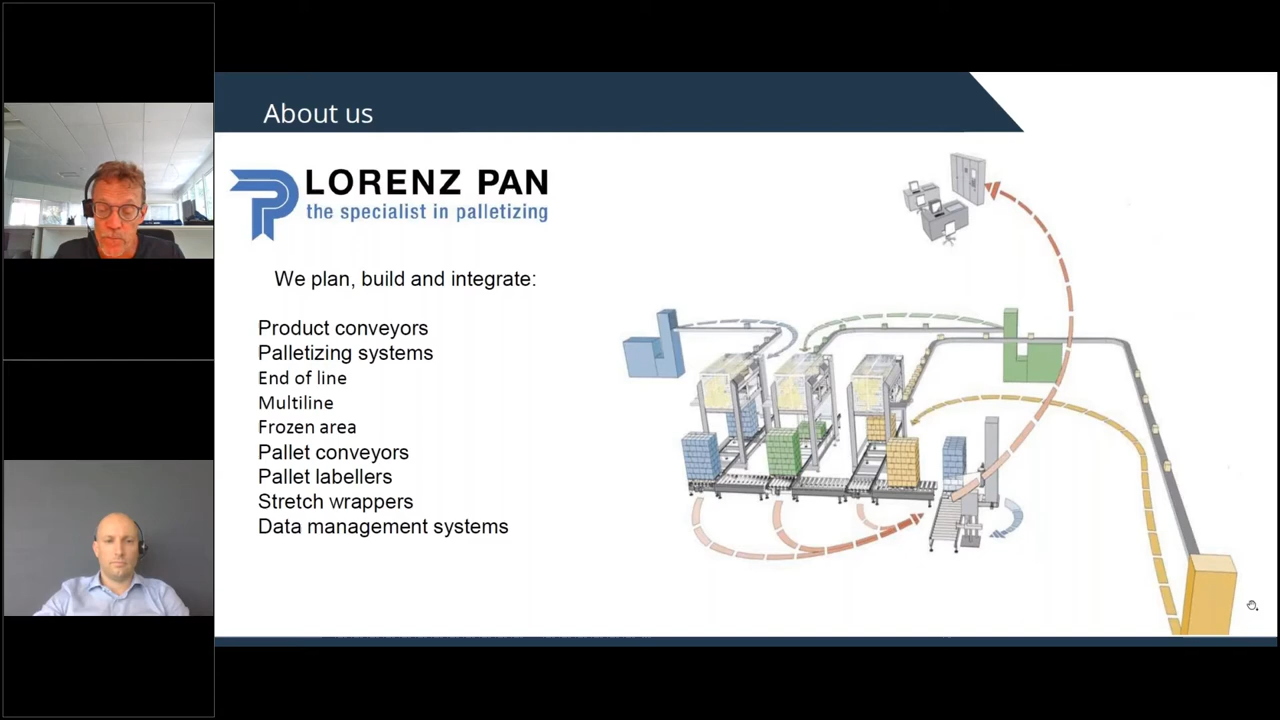 About us
LORENZ PAN
the specialist in palletizing
We plan, build and integrate:
Product conveyors
Palletizing systems
End of line
Multiline
Frozen area
Pallet conveyors
Pallet labellers
Stretch wrappers
Data management systems